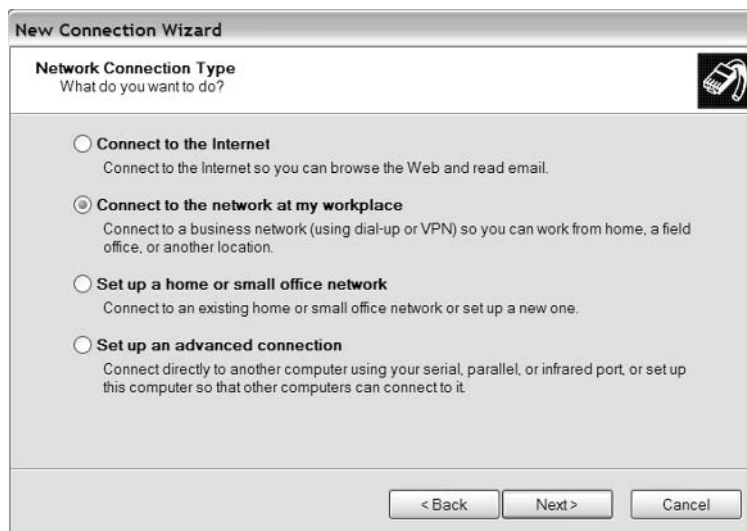 New Connection Wizard
Network Connection Type
What do you want to do?
Connect to the Internet
Connect to the Internet so you can browse the Web and read email.
Connect to the network at my workplace
Connect to a business network (using dial-up or VPN) so you can work from home, a field
office, or another location.
Set up a home or small office network
Connect to an existing home or small office network or set up a new one.
Set up an advanced connection
Connect directly to another computer using your serial, parallel, or infrared port, or set up
this computer so that other computers can connect to it.
< Back
Next >
Cancel